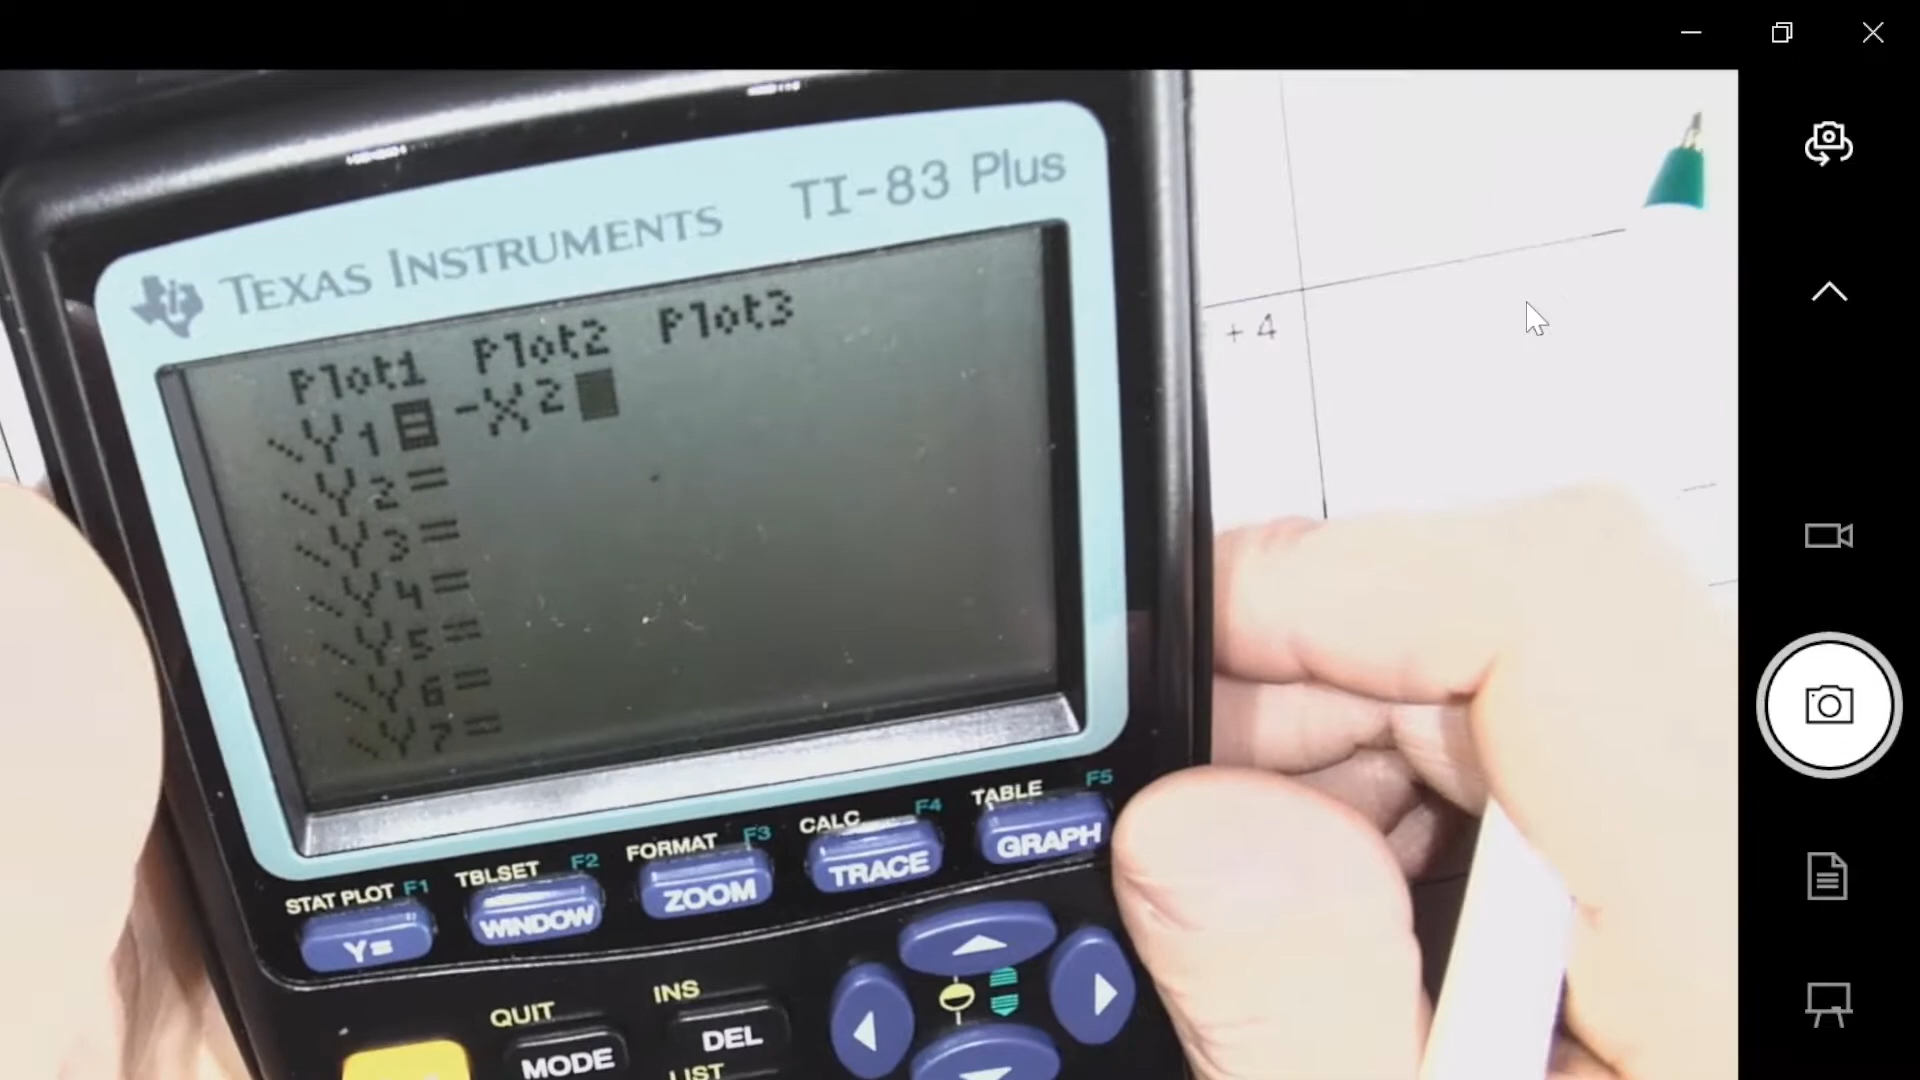 TEXAS INSTRUMENTS TI-83 Plus
Plot1 Plot2 Plot3
\Y1=-X²
\Y2=
\Y3=
\Y4=
\Y5=
\Y6=
\Y7=
+ 4
STAT PLOT F1 TBLSET F2 FORMAT F3 CALC F4 TABLE F5
Y= WINDOW ZOOM TRACE GRAPH
QUIT INS
MODE DEL
LIST